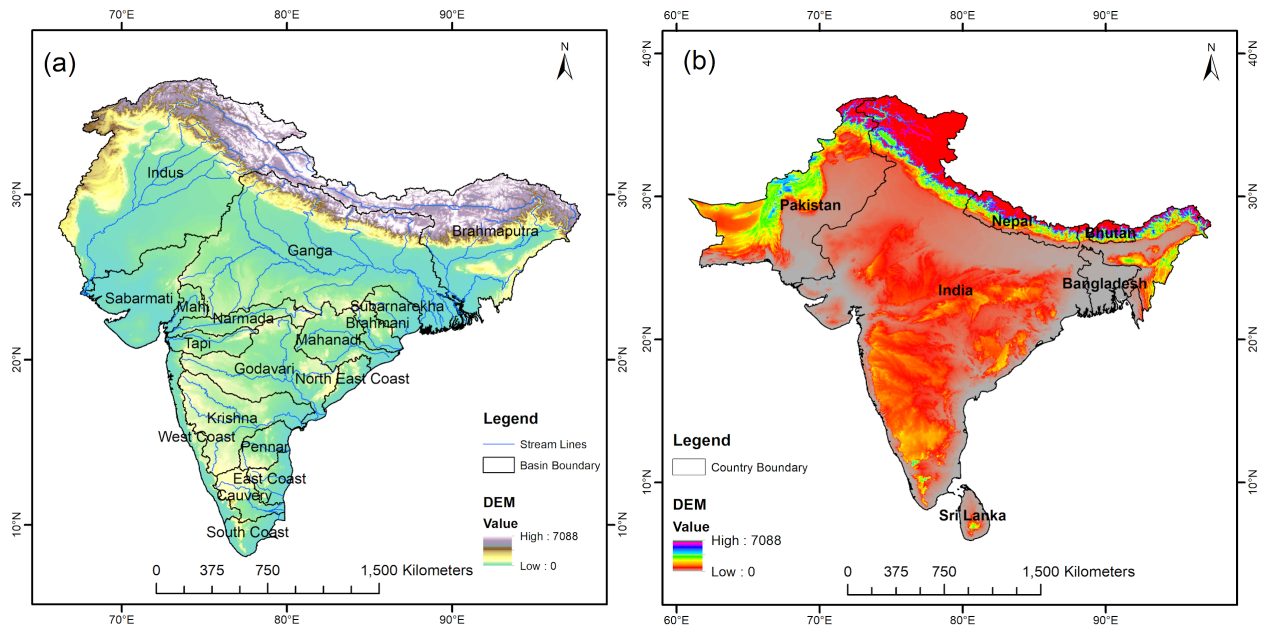 70°E 80°E 90°E
(a)
N
Indus
30°N
30°N
Brahmaputra
Ganga
Sabarmati
Mahi
Subarnarekha
Narmada
Brahmani
Tapi
Mahanadi
20°N
20°N
Godavari
North East Coast
Krishna
West Coast
Pennar
East Coast
Cauvery
South Coast
10°N
10°N
Legend
Stream Lines
Basin Boundary
DEM
Value
High : 7088
Low : 0
0 375 750 1,500 Kilometers
70°E 80°E 90°E
60°E 70°E 80°E 90°E
(b)
N
40°N
40°N
30°N
30°N
Pakistan
Nepal
Bhutan
India
Bangladesh
20°N
20°N
Sri Lanka
10°N
10°N
Legend
Country Boundary
DEM
Value
High : 7088
Low : 0
0 375 750 1,500 Kilometers
60°E 70°E 80°E 90°E